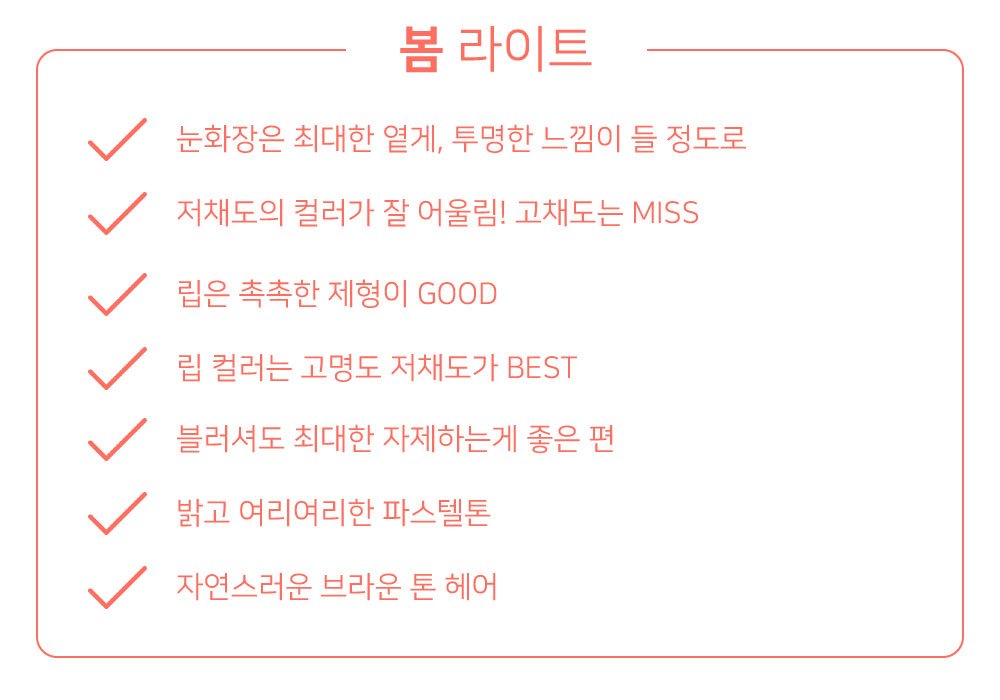 봄 라이트
눈화장은 최대한 옅게, 투명한 느낌이 들 정도로
저채도의 컬러가 잘 어울림! 고채도는 MISS
립은 촉촉한 제형이 GOOD
립 컬러는 고명도 저채도가 BEST
블러셔도 최대한 자제하는게 좋은 편
밝고 여리여리한 파스텔톤
자연스러운 브라운 톤 헤어